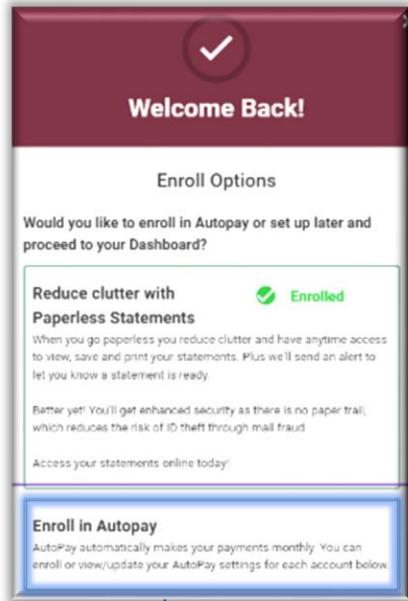 Welcome Back!
Enroll Options
Would you like to enroll in Autopay or set up later and
proceed to your Dashboard?
Reduce clutter with
Paperless Statements
Enrolled
When you go paperless you reduce clutter and have anytime access
to view, save and print your statements. Plus we'll send an alert to
let you know a statement is ready.
Better yet! You'll get enhanced security as there is no paper trail,
which reduces the risk of ID theft through mail fraud
Access your statements online today!
Enroll in Autopay
AutoPay automatically makes your payments monthly. You can
enroll or view/update your AutoPay settings for each account below.